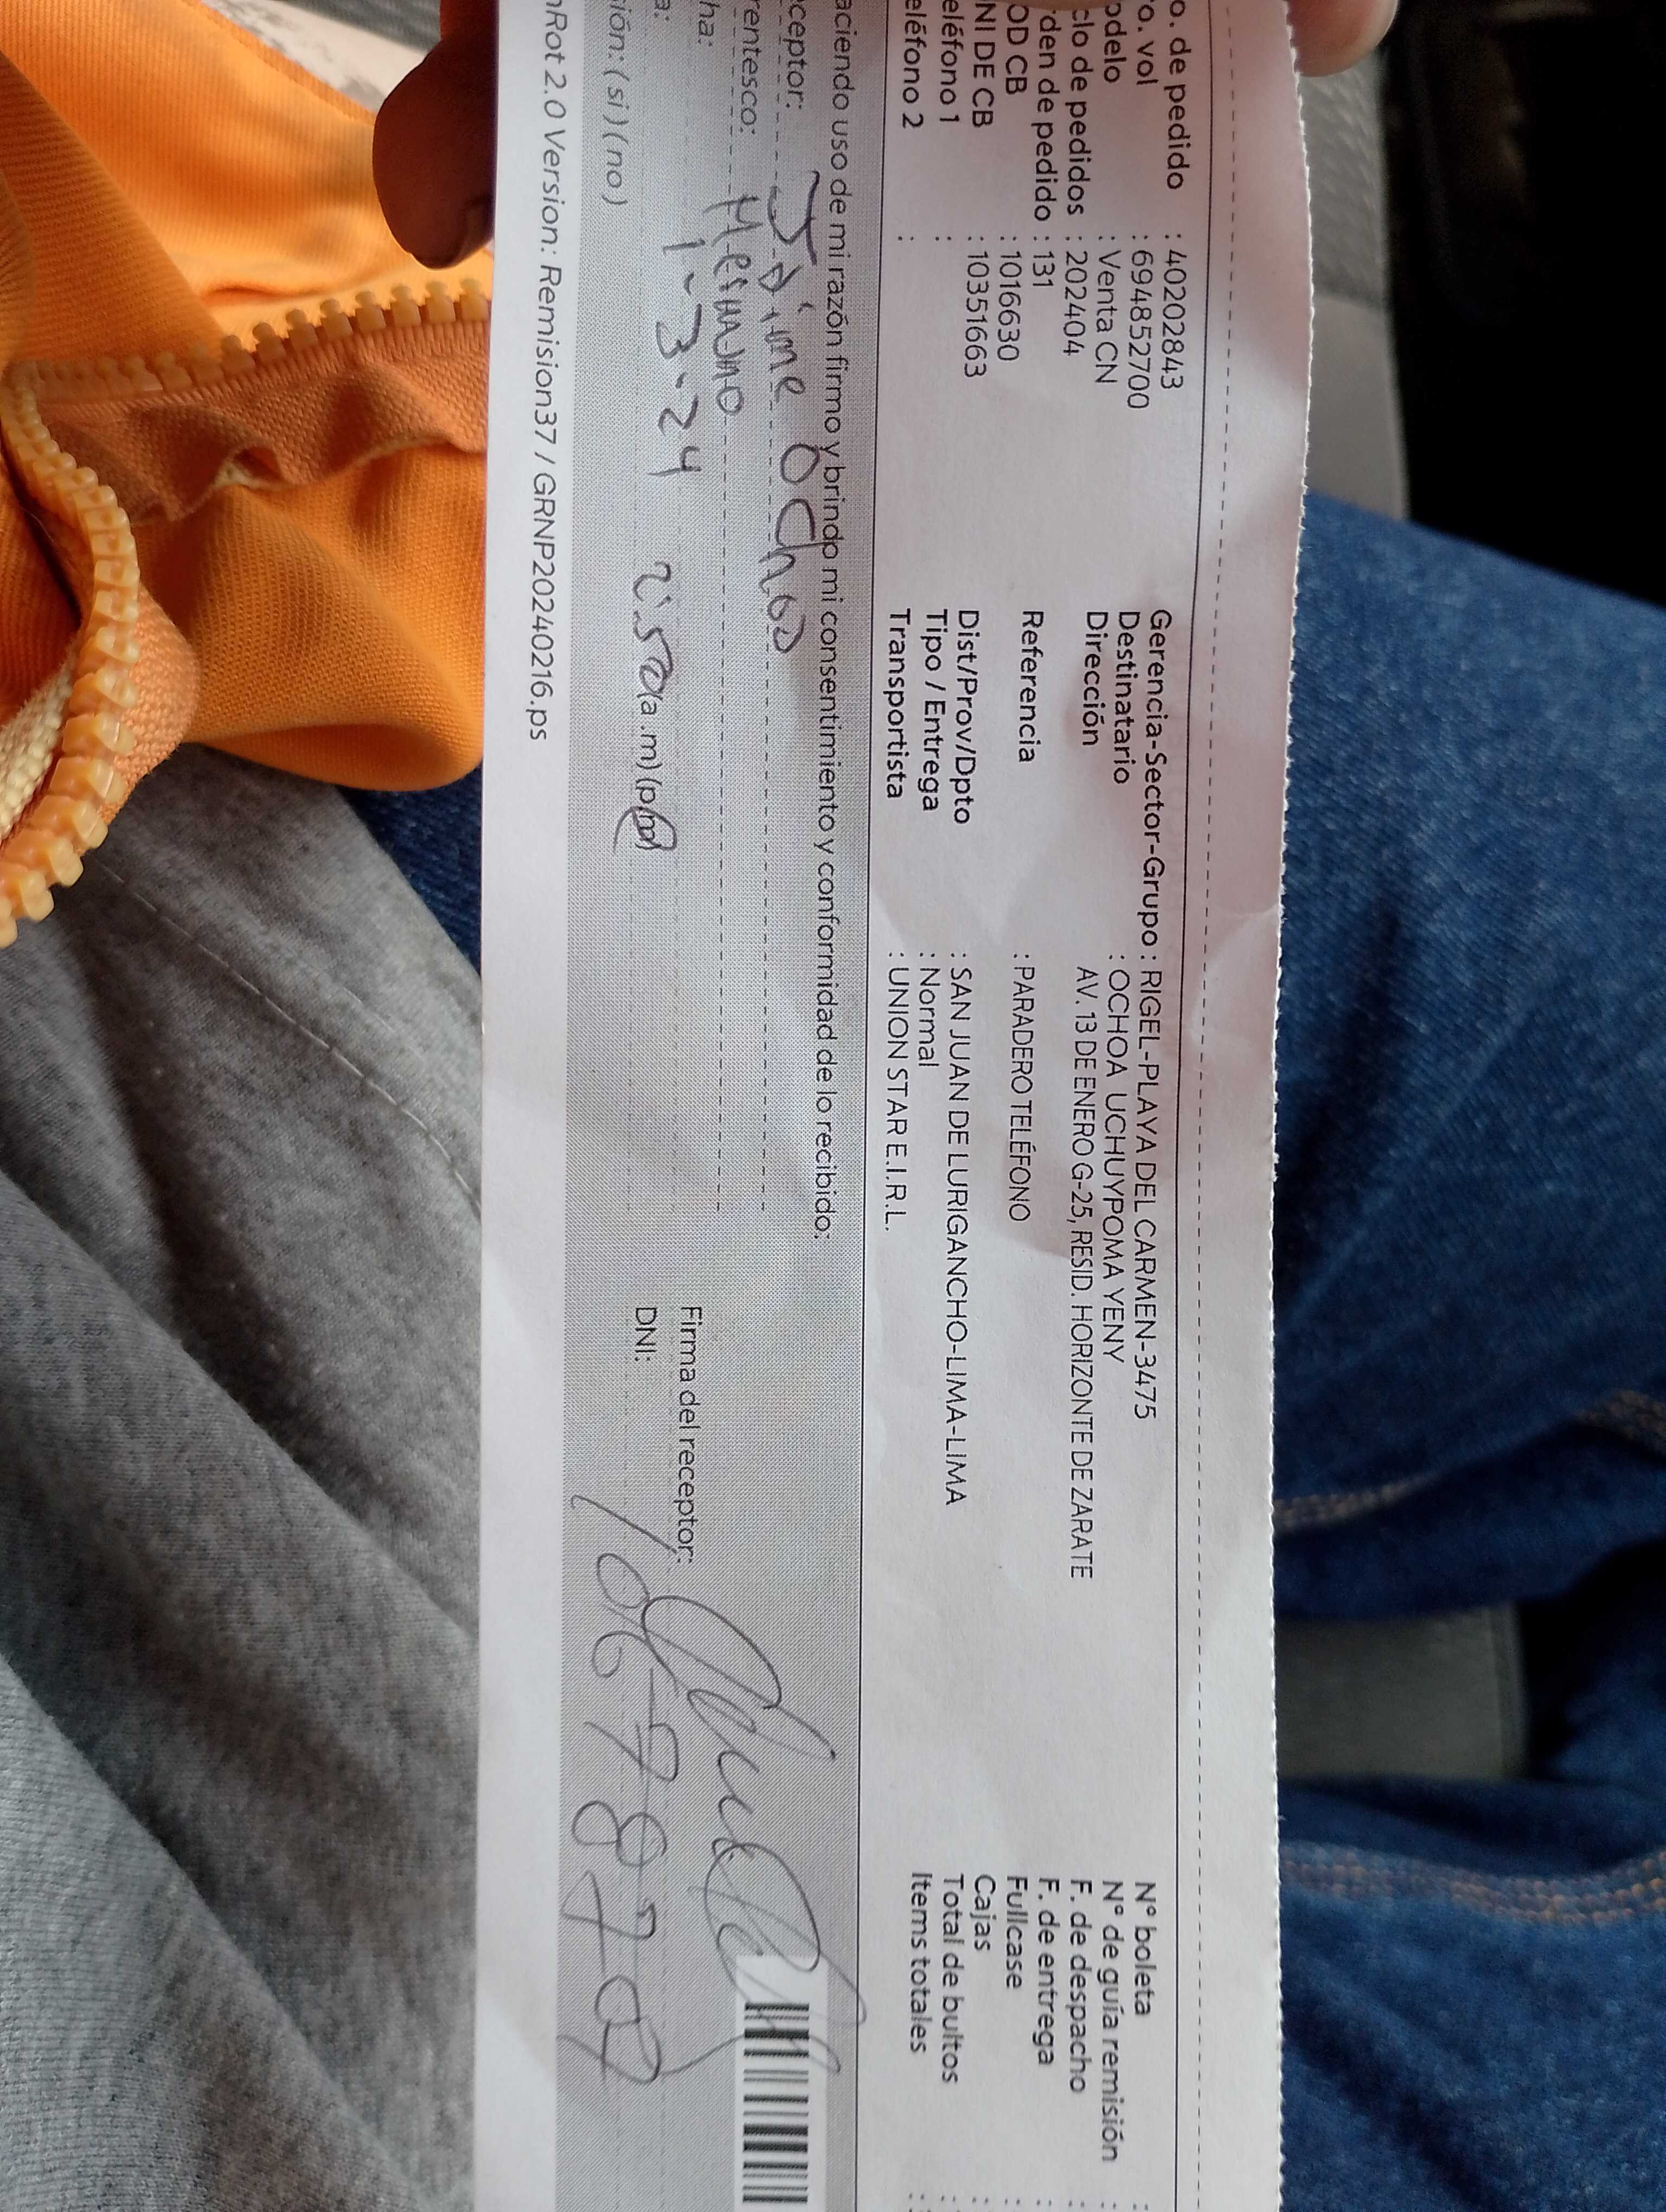 o. de pedido : 40202843
o. vol : 694852700
odelo : Venta CN
clo de pedidos : 202404
den de pedido : 131
OD CB : 1016630
NI DE CB : 10351663
eléfono 1 :
eléfono 2 :
Gerencia-Sector-Grupo : RIGEL-PLAYA DEL CARMEN-3475
Destinatario : OCHOA UCHUYPOMA YENY
Dirección AV. 13 DE ENERO G-25, RESID. HORIZONTE DE ZARATE
Referencia : PARADERO TELÉFONO
Dist/Prov/Dpto : SAN JUAN DE LURIGANCHO-LIMA-LIMA
Tipo / Entrega : Normal
Transportista : UNION STAR E.I.R.L.
N° boleta :
N° de guía remisión :
F. de despacho :
F. de entrega :
Fullcase :
Cajas :
Total de bultos :
Items totales :
aciendo uso de mi razón firmo y brindo mi consentimiento y conformidad de lo recibido:
ceptor: Jaime Ochoa
rentesco: Hermano
ha: 1-3-24
a: (a.m)(pm)
ión: (si)(no)
Firma del receptor:
DNI:
nRot 2.0 Version: Remision37 / GRNP20240216.ps